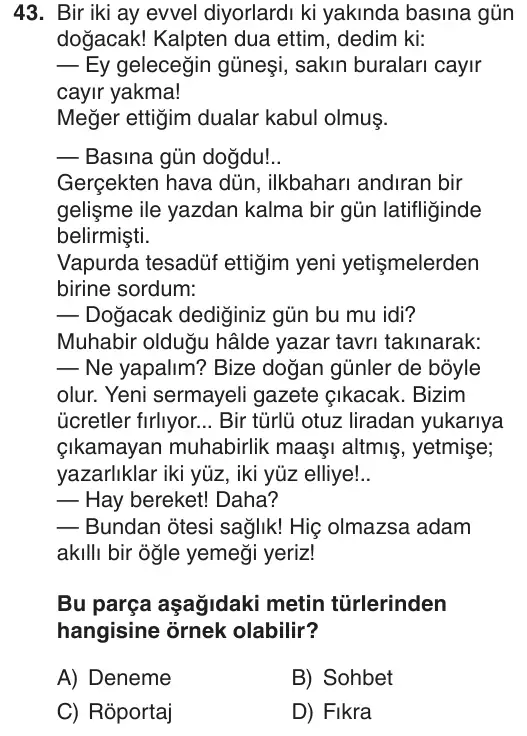 43. Bir iki ay evvel diyorlardı ki yakında basına gün
doğacak! Kalpten dua ettim, dedim ki:
— Ey geleceğin güneşi, sakın buraları cayır
cayır yakma!
Meğer ettiğim dualar kabul olmuş.
— Basına gün doğdu!..
Gerçekten hava dün, ilkbaharı andıran bir
gelişme ile yazdan kalma bir gün latifliğinde
belirmişti.
Vapurda tesadüf ettiğim yeni yetişmelerden
birine sordum:
— Doğacak dediğiniz gün bu mu idi?
Muhabir olduğu hâlde yazar tavrı takınarak:
— Ne yapalım? Bize doğan günler de böyle
olur. Yeni sermayeli gazete çıkacak. Bizim
ücretler fırlıyor... Bir türlü otuz liradan yukarıya
çıkamayan muhabirlik maaşı altmış, yetmişe;
yazarlıklar iki yüz, iki yüz elliye!..
— Hay bereket! Daha?
— Bundan ötesi sağlık! Hiç olmazsa adam
akıllı bir öğle yemeği yeriz!
Bu parça aşağıdaki metin türlerinden
hangisine örnek olabilir?
A) Deneme B) Sohbet
C) Röportaj D) Fıkra